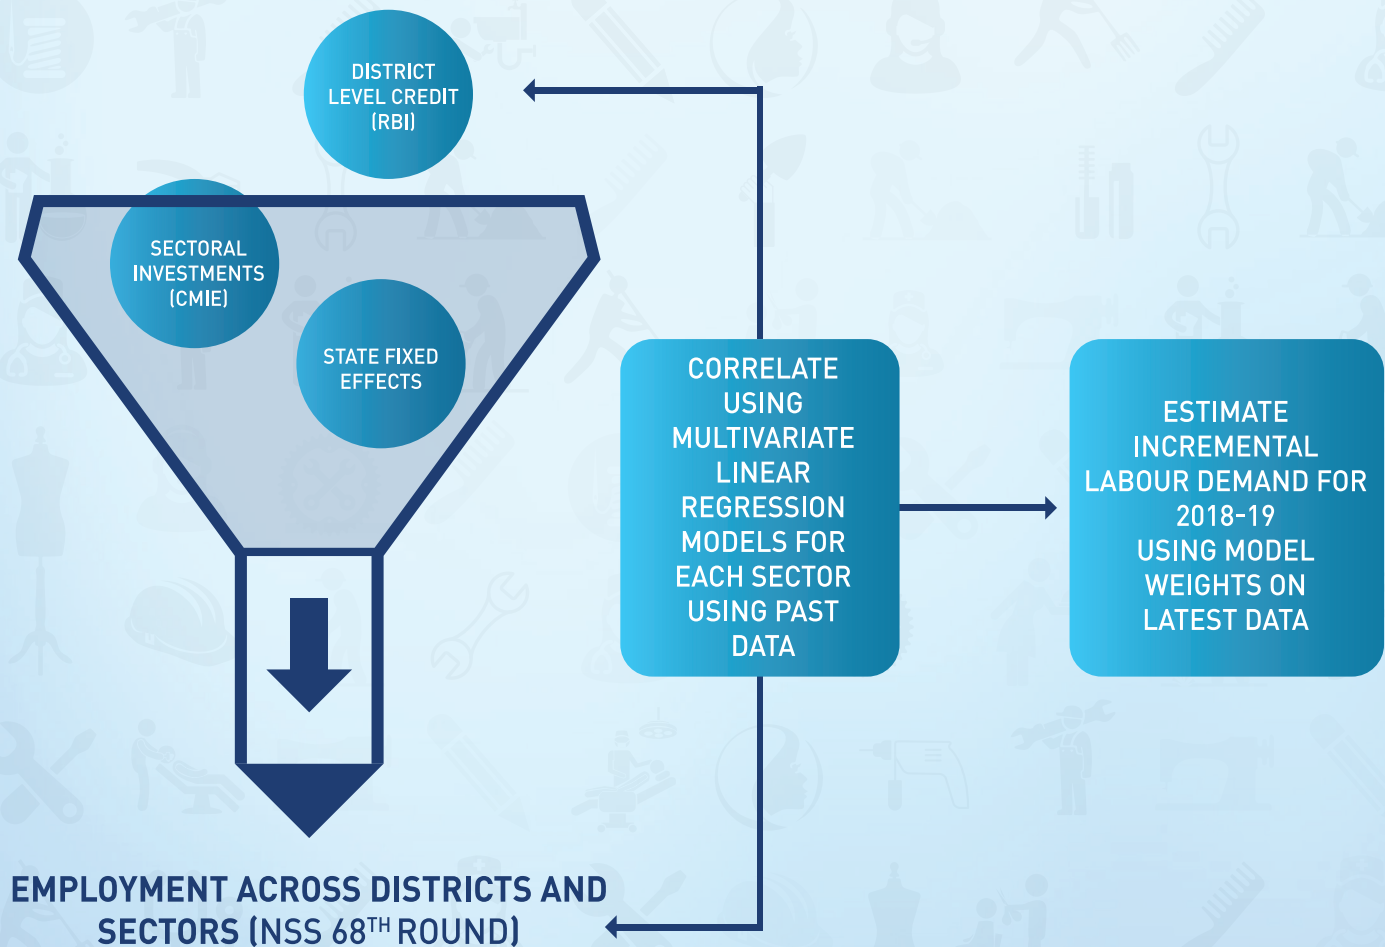 DISTRICT
LEVEL CREDIT
(RBI)
SECTORAL
INVESTMENTS
(CMIE)
STATE FIXED
EFFECTS
CORRELATE
USING
MULTIVARIATE
LINEAR
REGRESSION
MODELS FOR
EACH SECTOR
USING PAST
DATA
ESTIMATE
INCREMENTAL
LABOUR DEMAND FOR
2018-19
USING MODEL
WEIGHTS ON
LATEST DATA
EMPLOYMENT ACROSS DISTRICTS AND
SECTORS (NSS 68TH ROUND)